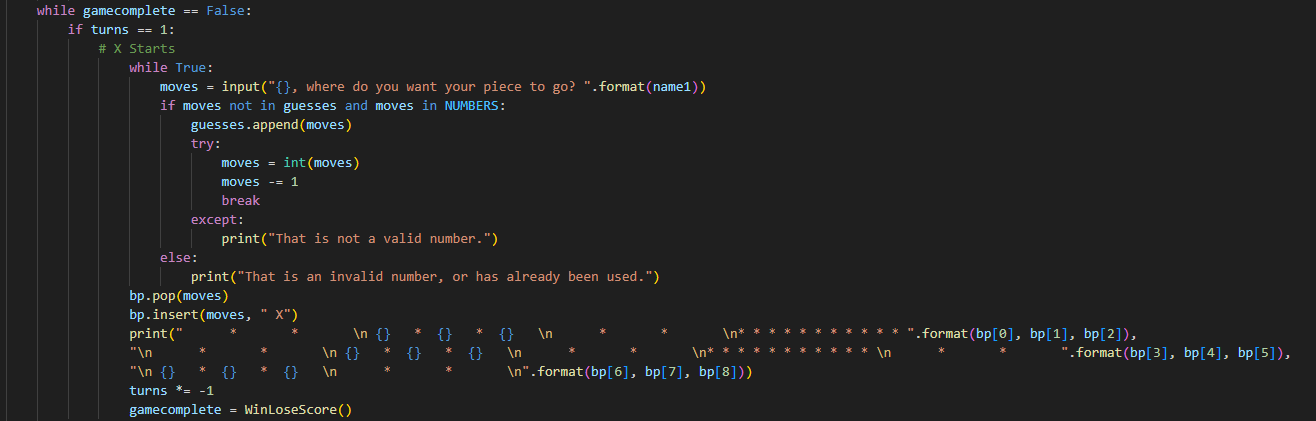 while gamecomplete == False:
    if turns == 1:
        # X Starts
            while True:
                moves = input("{}, where do you want your piece to go? ".format(name1))
                if moves not in guesses and moves in NUMBERS:
                    guesses.append(moves)
                    try:
                        moves = int(moves)
                        moves -= 1
                        break
                    except:
                        print("That is not a valid number.")
                else:
                    print("That is an invalid number, or has already been used.")
            bp.pop(moves)
            bp.insert(moves, " X")
            print("      *       *       \n {}   *  {}   *  {}   \n      *       *       \n* * * * * * * * * * * ".format(bp[0], bp[1], bp[2]),
            "\n      *       *       \n {}   *  {}   *  {}   \n      *       *       \n* * * * * * * * * * * \n      *       *       ".format(bp[3], bp[4], bp[5]),
            "\n {}   *  {}   *  {}   \n      *       *       \n".format(bp[6], bp[7], bp[8]))
            turns *= -1
            gamecomplete = WinLoseScore()